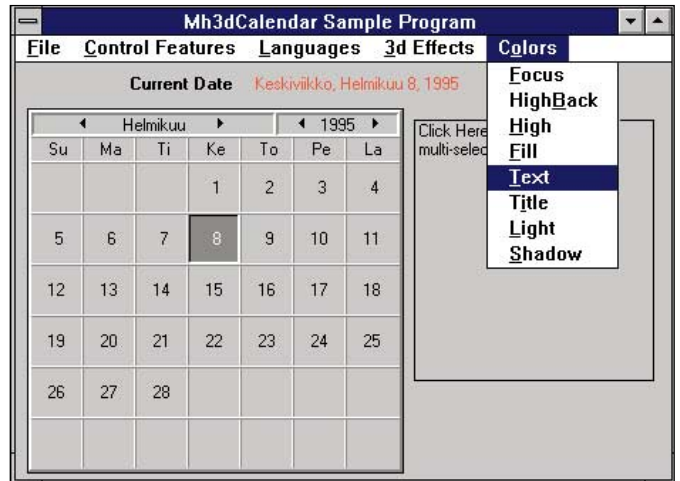 Mh3dCalendar Sample Program
File Control Features Languages 3d Effects Colors
Current Date Keskiviikko, Helmikuu 8, 1995
Focus
HighBack
High
Fill
Text
Title
Light
Shadow
Helmikuu 1995
Su Ma Ti Ke To Pe La
1 2 3 4
5 6 7 8 9 10 11
12 13 14 15 16 17 18
19 20 21 22 23 24 25
26 27 28
Click Here
multi-selec